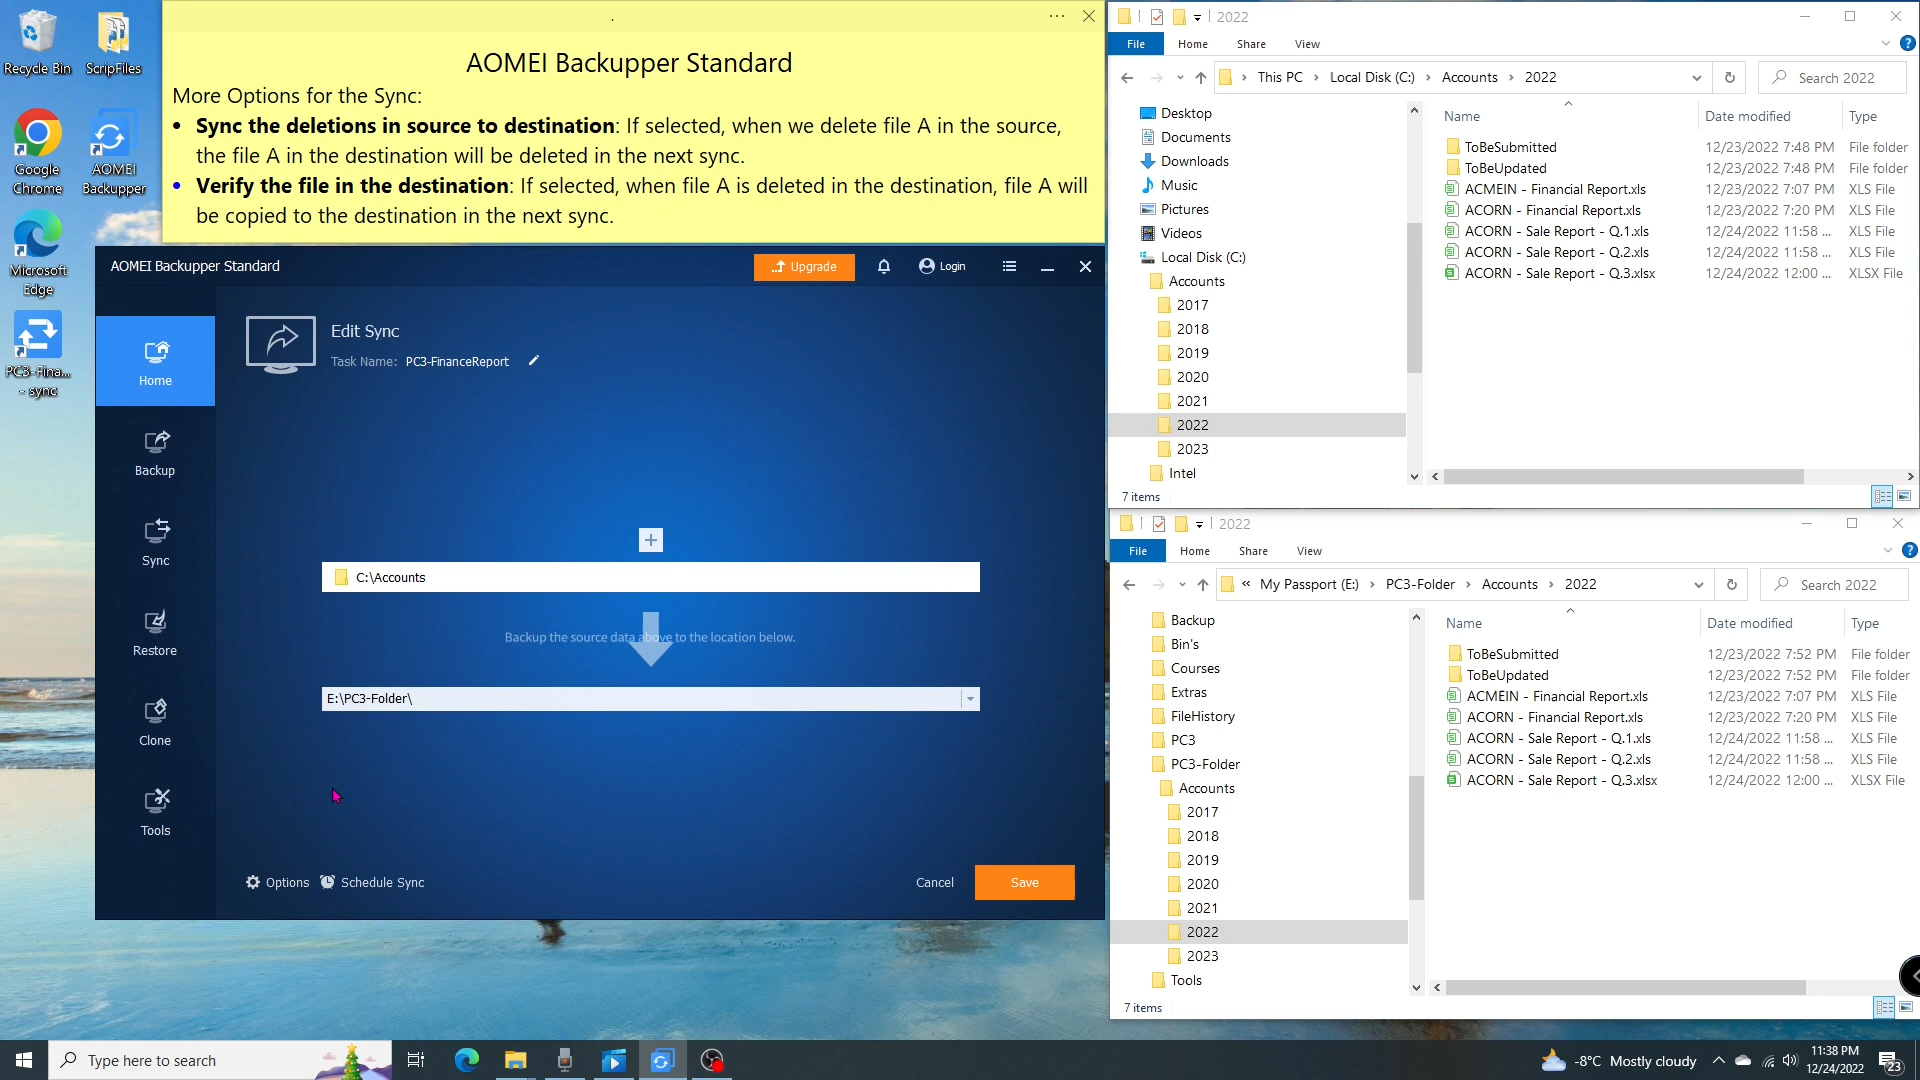 Recycle Bin
ScripFiles
Google Chrome
AOMEI Backupper
Microsoft Edge
PC3-Fina... - sync
AOMEI Backupper Standard
More Options for the Sync:
• Sync the deletions in source to destination: If selected, when we delete file A in the source,
the file A in the destination will be deleted in the next sync.
• Verify the file in the destination: If selected, when file A is deleted in the destination, file A will
be copied to the destination in the next sync.
AOMEI Backupper Standard
Upgrade
Login
Home
Backup
Sync
Restore
Clone
Tools
Edit Sync
Task Name: PC3-FinanceReport
C:\Accounts
Backup the source data above to the location below.
E:\PC3-Folder\
Options
Schedule Sync
Cancel
Save
2022
File Home Share View
This PC › Local Disk (C:) › Accounts › 2022
Search 2022
Desktop
Documents
Downloads
Music
Pictures
Videos
Local Disk (C:)
Accounts
2017
2018
2019
2020
2021
2022
2023
Intel
Name Date modified Type
ToBeSubmitted 12/23/2022 7:48 PM File folder
ToBeUpdated 12/23/2022 7:48 PM File folder
ACMEIN - Financial Report.xls 12/23/2022 7:07 PM XLS File
ACORN - Financial Report.xls 12/23/2022 7:20 PM XLS File
ACORN - Sale Report - Q.1.xls 12/24/2022 11:58 ... XLS File
ACORN - Sale Report - Q.2.xls 12/24/2022 11:58 ... XLS File
ACORN - Sale Report - Q.3.xlsx 12/24/2022 12:00 ... XLSX File
7 items
2022
File Home Share View
« My Passport (E:) › PC3-Folder › Accounts › 2022
Search 2022
Backup
Bin's
Courses
Extras
FileHistory
PC3
PC3-Folder
Accounts
2017
2018
2019
2020
2021
2022
2023
Tools
Name Date modified Type
ToBeSubmitted 12/23/2022 7:52 PM File folder
ToBeUpdated 12/23/2022 7:52 PM File folder
ACMEIN - Financial Report.xls 12/23/2022 7:07 PM XLS File
ACORN - Financial Report.xls 12/23/2022 7:20 PM XLS File
ACORN - Sale Report - Q.1.xls 12/24/2022 11:58 ... XLS File
ACORN - Sale Report - Q.2.xls 12/24/2022 11:58 ... XLS File
ACORN - Sale Report - Q.3.xlsx 12/24/2022 12:00 ... XLSX File
7 items
Type here to search
-8°C Mostly cloudy
11:38 PM
12/24/2022
23